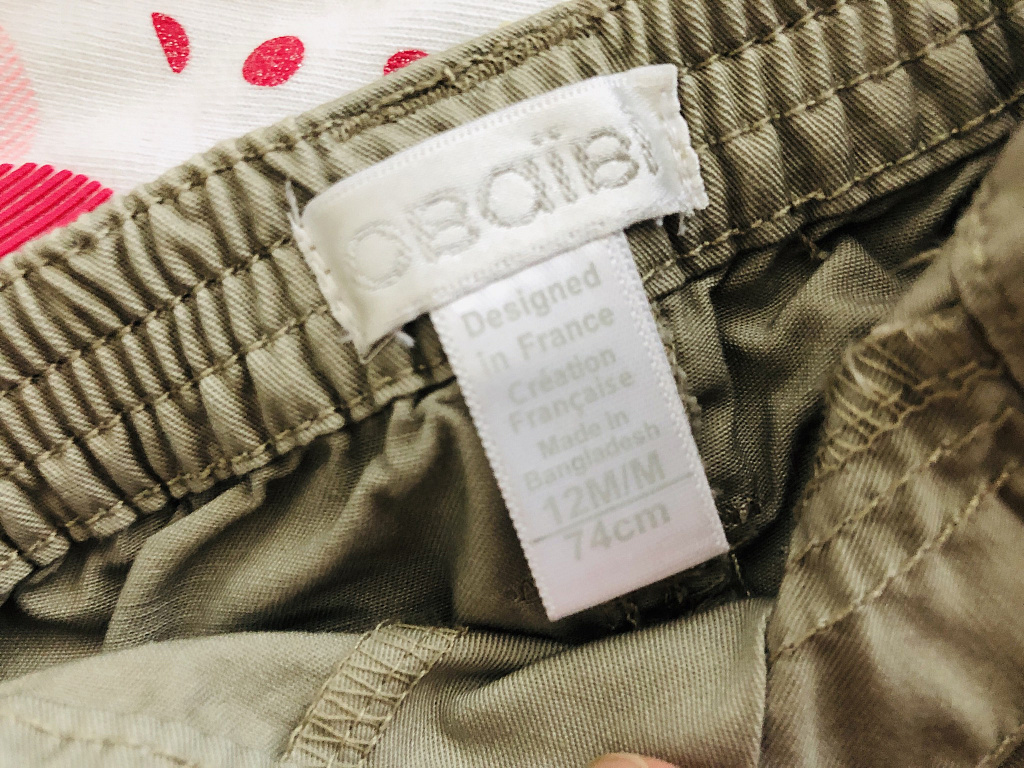 OBAÏBI
Designed
in France
Création
Française
Made in
Bangladesh
12M/M
74cm